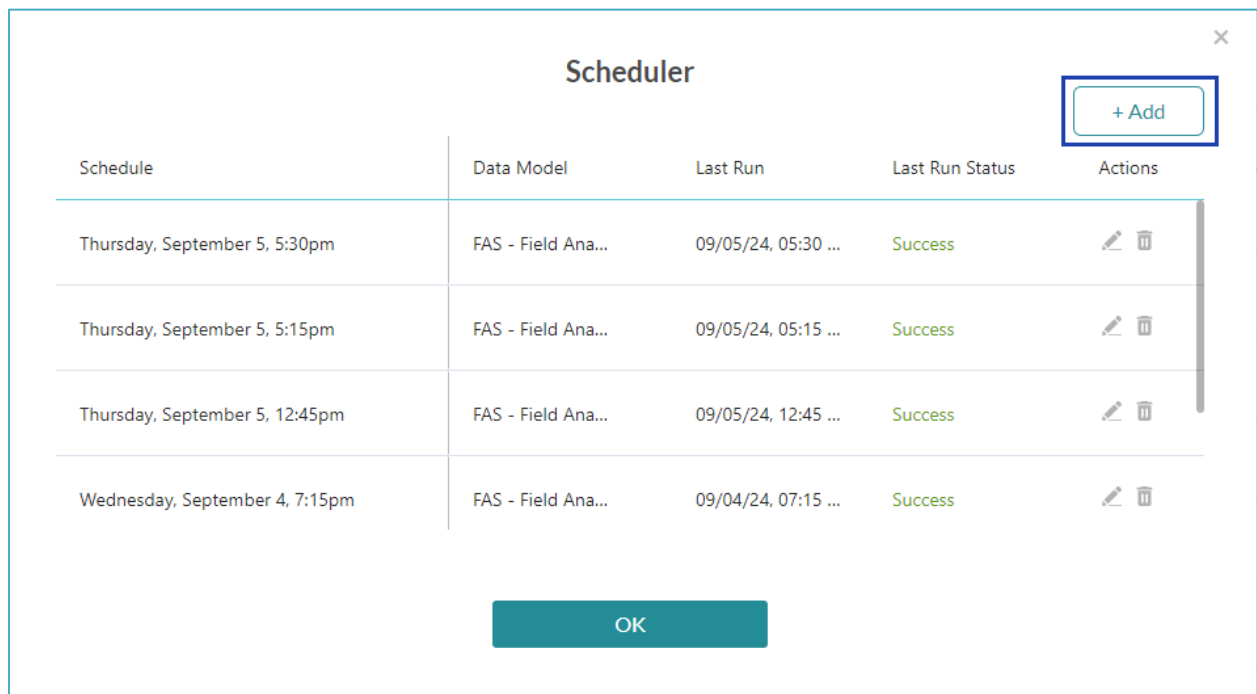 Scheduler
+ Add
Schedule Data Model Last Run Last Run Status Actions
Thursday, September 5, 5:30pm FAS - Field Ana... 09/05/24, 05:30 ... Success
Thursday, September 5, 5:15pm FAS - Field Ana... 09/05/24, 05:15 ... Success
Thursday, September 5, 12:45pm FAS - Field Ana... 09/05/24, 12:45 ... Success
Wednesday, September 4, 7:15pm FAS - Field Ana... 09/04/24, 07:15 ... Success
OK